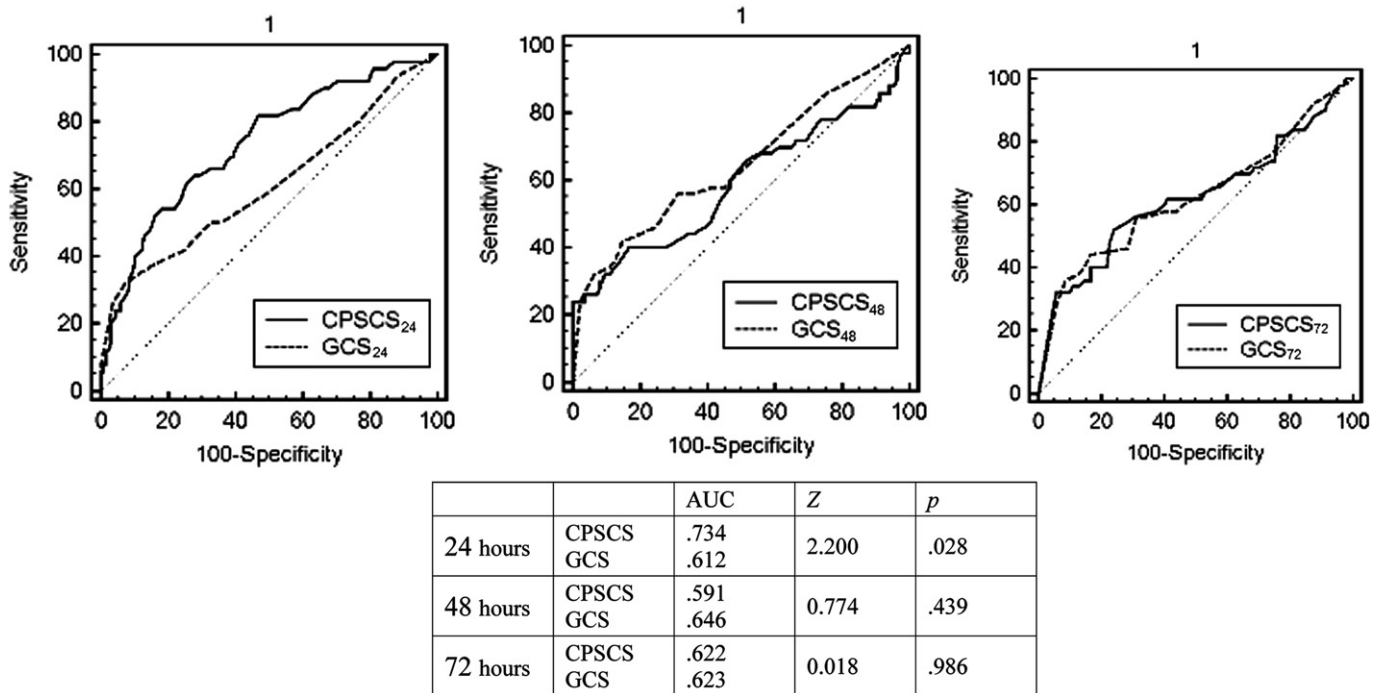 1
100
80
60
40
20
0
Sensitivity
CPSCS24
GCS24
0 20 40 60 80 100
100-Specificity
1
100
80
60
40
20
0
Sensitivity
CPSCS48
GCS48
0 20 40 60 80 100
100-Specificity
1
100
80
60
40
20
0
Sensitivity
CPSCS72
GCS72
0 20 40 60 80 100
100-Specificity
AUC Z p
24 hours CPSCS .734 2.200 .028
GCS .612
48 hours CPSCS .591 0.774 .439
GCS .646
72 hours CPSCS .622 0.018 .986
GCS .623